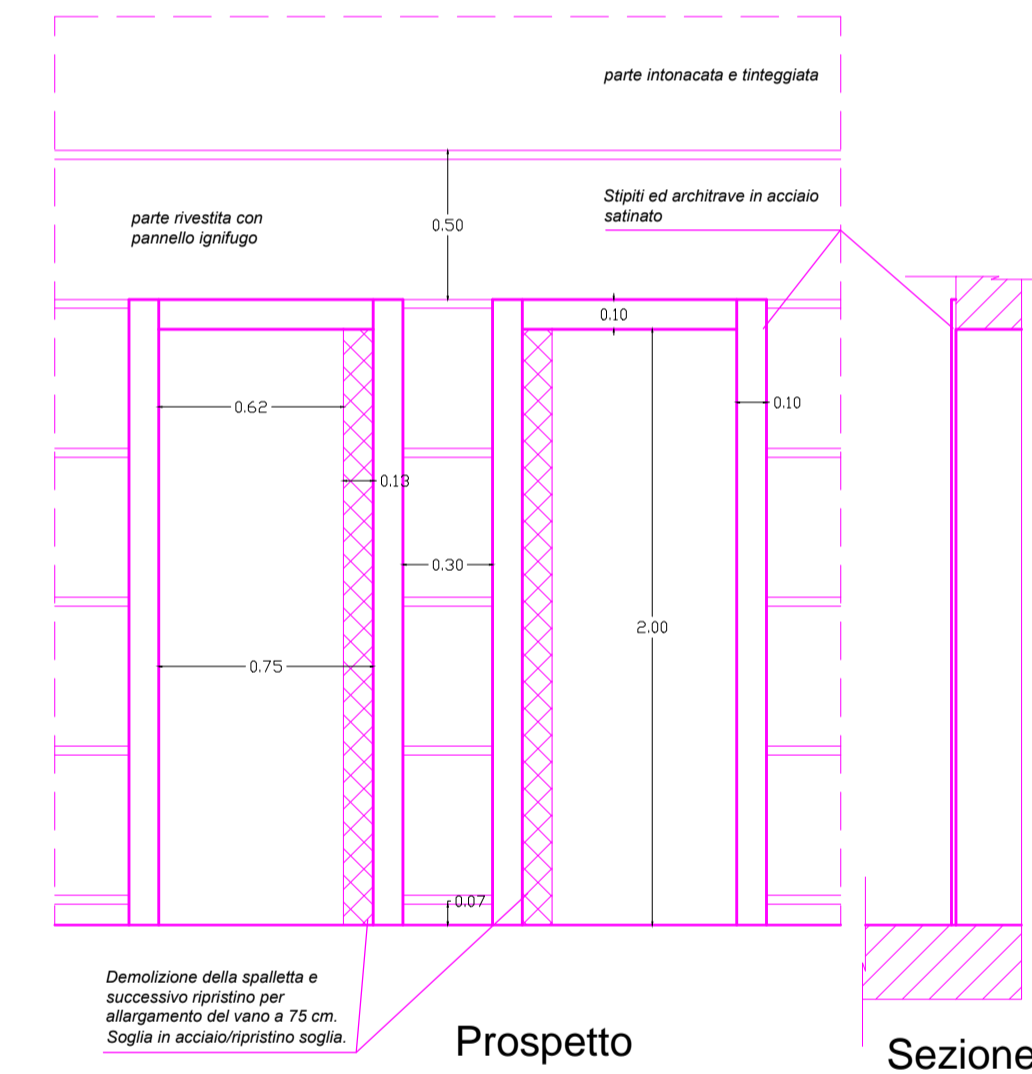 parte intonacata e tinteggiata
parte rivestita con
pannello ignifugo
0.50
Stipiti ed architrave in acciaio
satinato
0.10
0.62
0.10
0.13
0.30
2.00
0.75
0.07
Demolizione della spalletta e
successivo ripristino per
allargamento del vano a 75 cm.
Soglia in acciaio/ripristino soglia.
Prospetto
Sezione